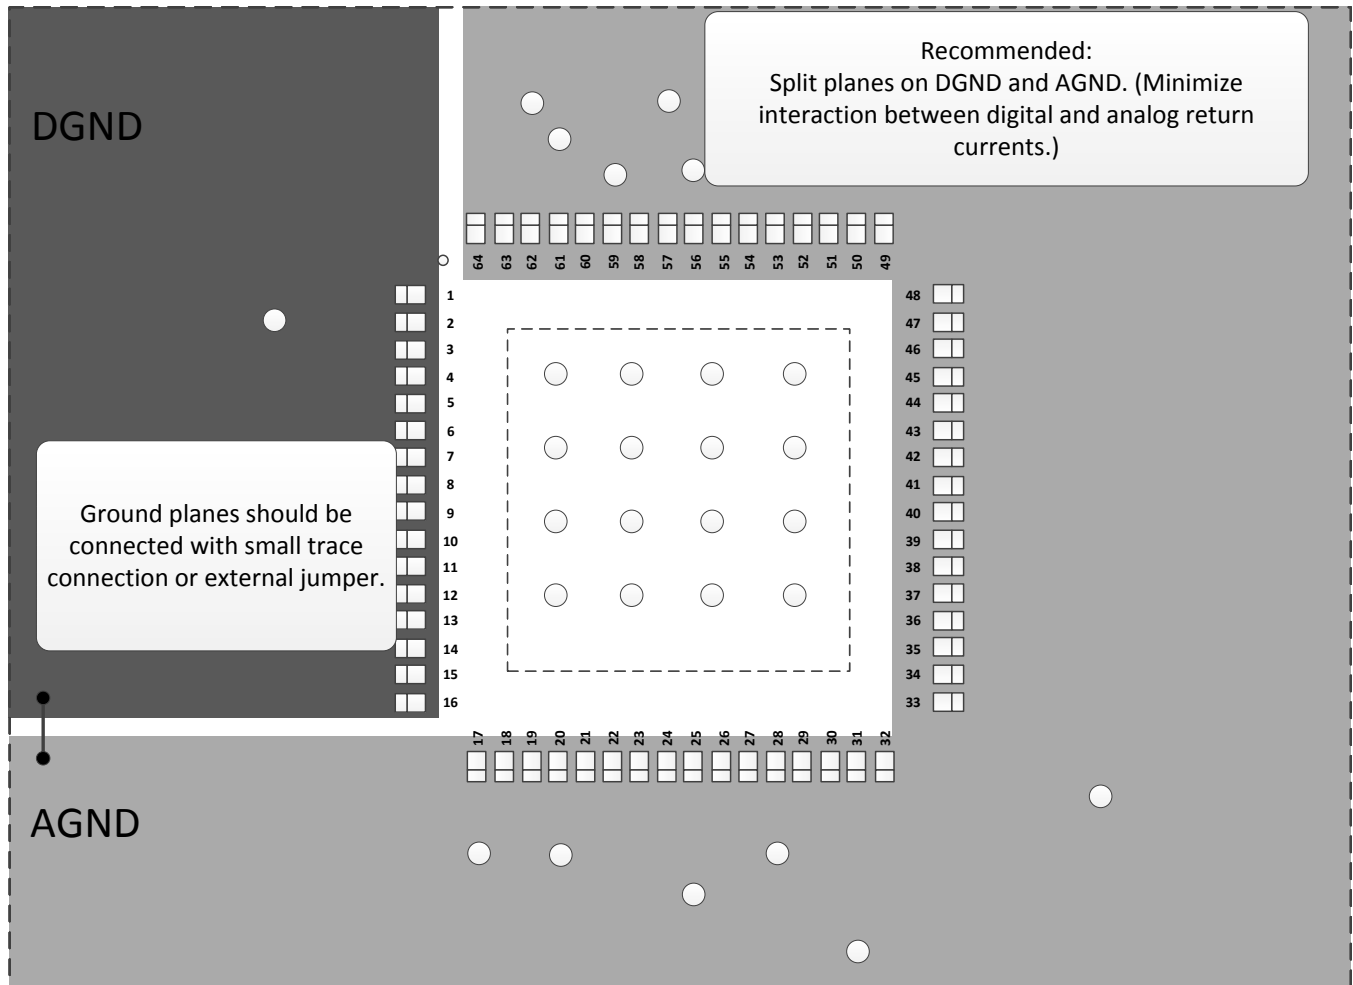 Recommended:
Split planes on DGND and AGND. (Minimize
interaction between digital and analog return
currents.)
DGND
64 63 62 61 60 59 58 57 56 55 54 53 52 51 50 49
1
2
3
4
5
6
7
8
9
10
11
12
13
14
15
16
48
47
46
45
44
43
42
41
40
39
38
37
36
35
34
33
Ground planes should be
connected with small trace
connection or external jumper.
17 18 19 20 21 22 23 24 25 26 27 28 29 30 31 32
AGND